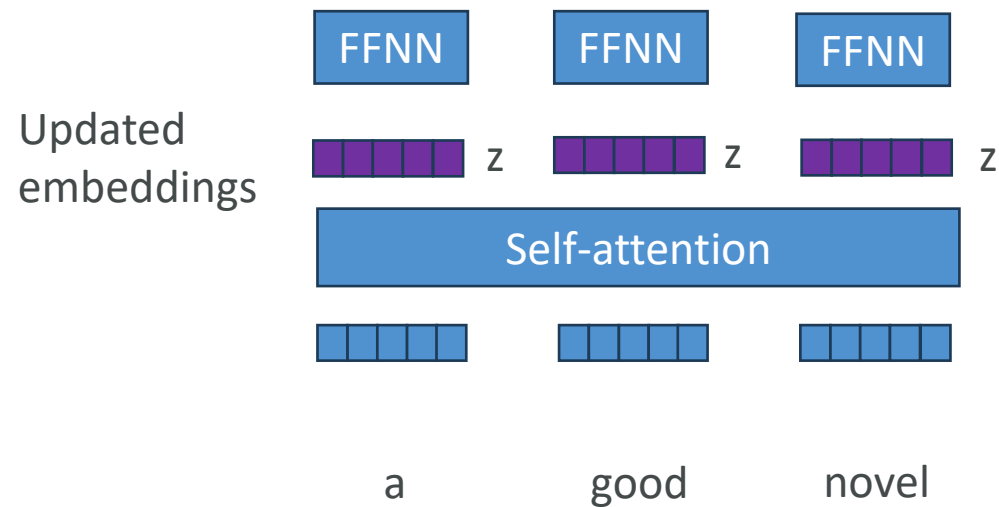 FFNN FFNN FFNN
Updated
embeddings
z z z
Self-attention
a good novel